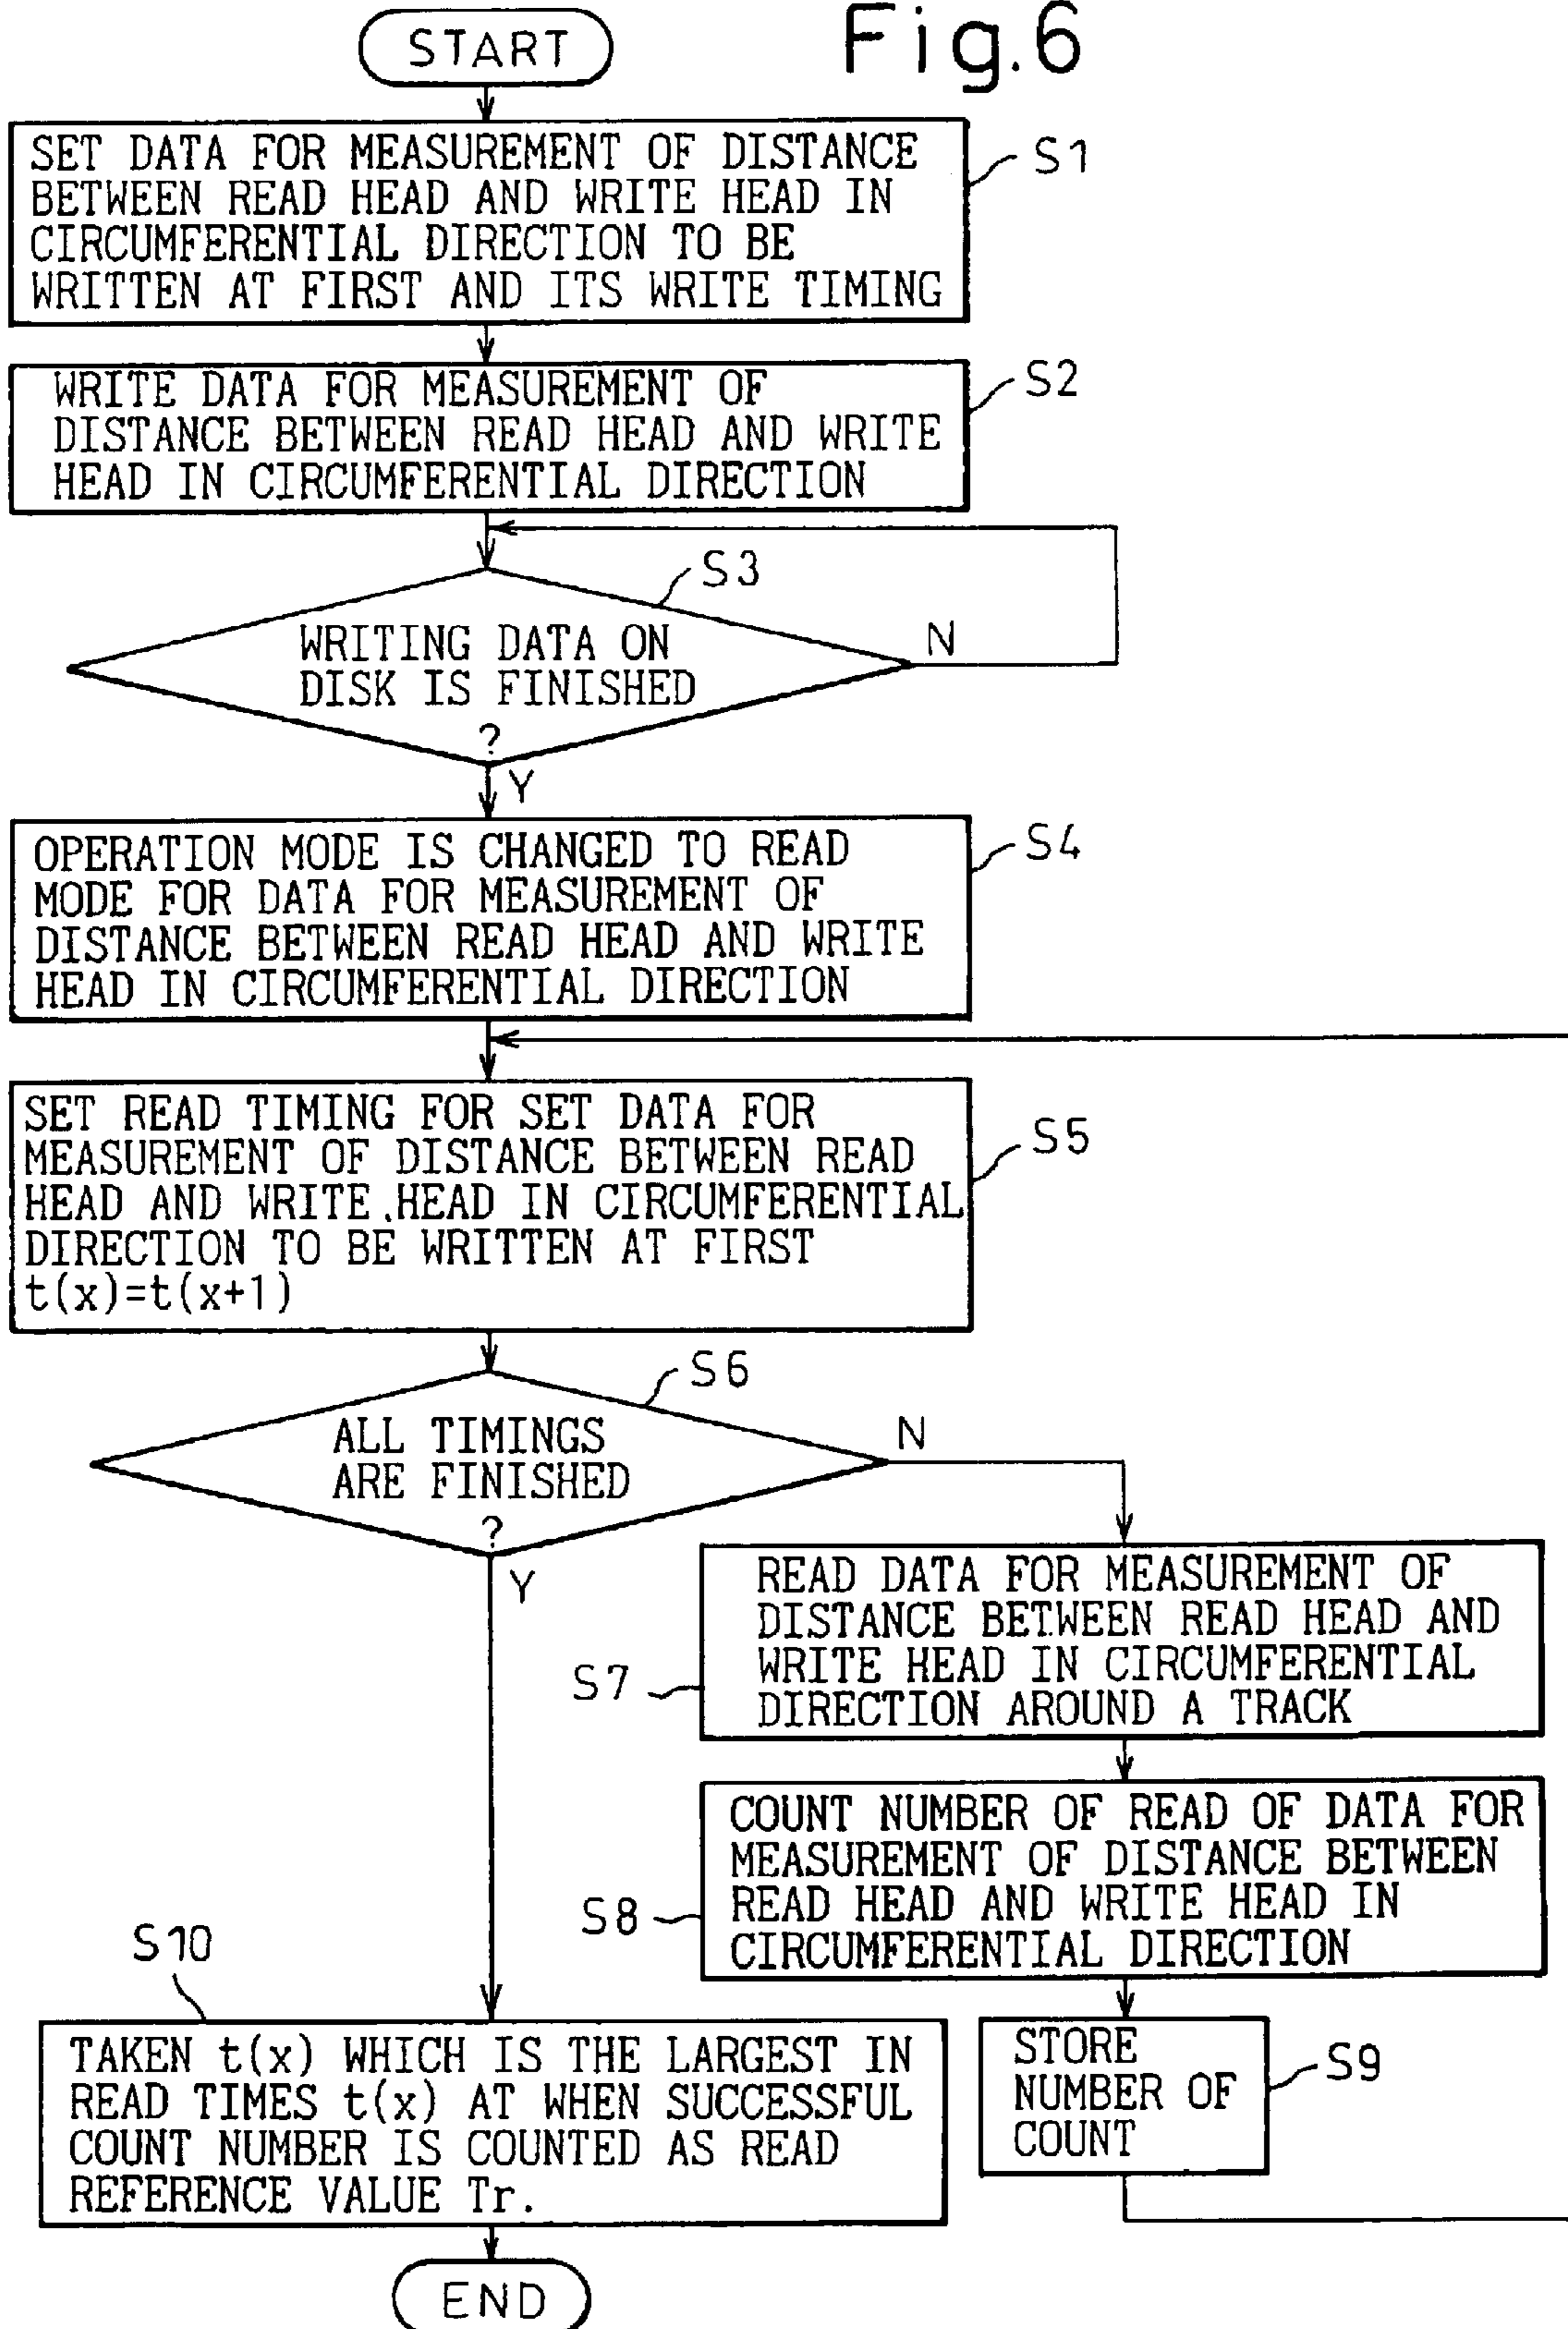 Fig.6
START
SET DATA FOR MEASUREMENT OF DISTANCE
BETWEEN READ HEAD AND WRITE HEAD IN
CIRCUMFERENTIAL DIRECTION TO BE
WRITTEN AT FIRST AND ITS WRITE TIMING
S1
WRITE DATA FOR MEASUREMENT OF
DISTANCE BETWEEN READ HEAD AND WRITE
HEAD IN CIRCUMFERENTIAL DIRECTION
S2
S3
WRITING DATA ON
DISK IS FINISHED
?
N
Y
OPERATION MODE IS CHANGED TO READ
MODE FOR DATA FOR MEASUREMENT OF
DISTANCE BETWEEN READ HEAD AND WRITE
HEAD IN CIRCUMFERENTIAL DIRECTION
S4
SET READ TIMING FOR SET DATA FOR
MEASUREMENT OF DISTANCE BETWEEN READ
HEAD AND WRITE HEAD IN CIRCUMFERENTIAL
DIRECTION TO BE WRITTEN AT FIRST
t(x)=t(x+1)
S5
S6
ALL TIMINGS
ARE FINISHED
?
N
Y
READ DATA FOR MEASUREMENT OF
DISTANCE BETWEEN READ HEAD AND
WRITE HEAD IN CIRCUMFERENTIAL
DIRECTION AROUND A TRACK
S7
COUNT NUMBER OF READ OF DATA FOR
MEASUREMENT OF DISTANCE BETWEEN
READ HEAD AND WRITE HEAD IN
CIRCUMFERENTIAL DIRECTION
S8
STORE
NUMBER OF
COUNT
S9
S10
TAKEN t(x) WHICH IS THE LARGEST IN
READ TIMES t(x) AT WHEN SUCCESSFUL
COUNT NUMBER IS COUNTED AS READ
REFERENCE VALUE Tr.
END